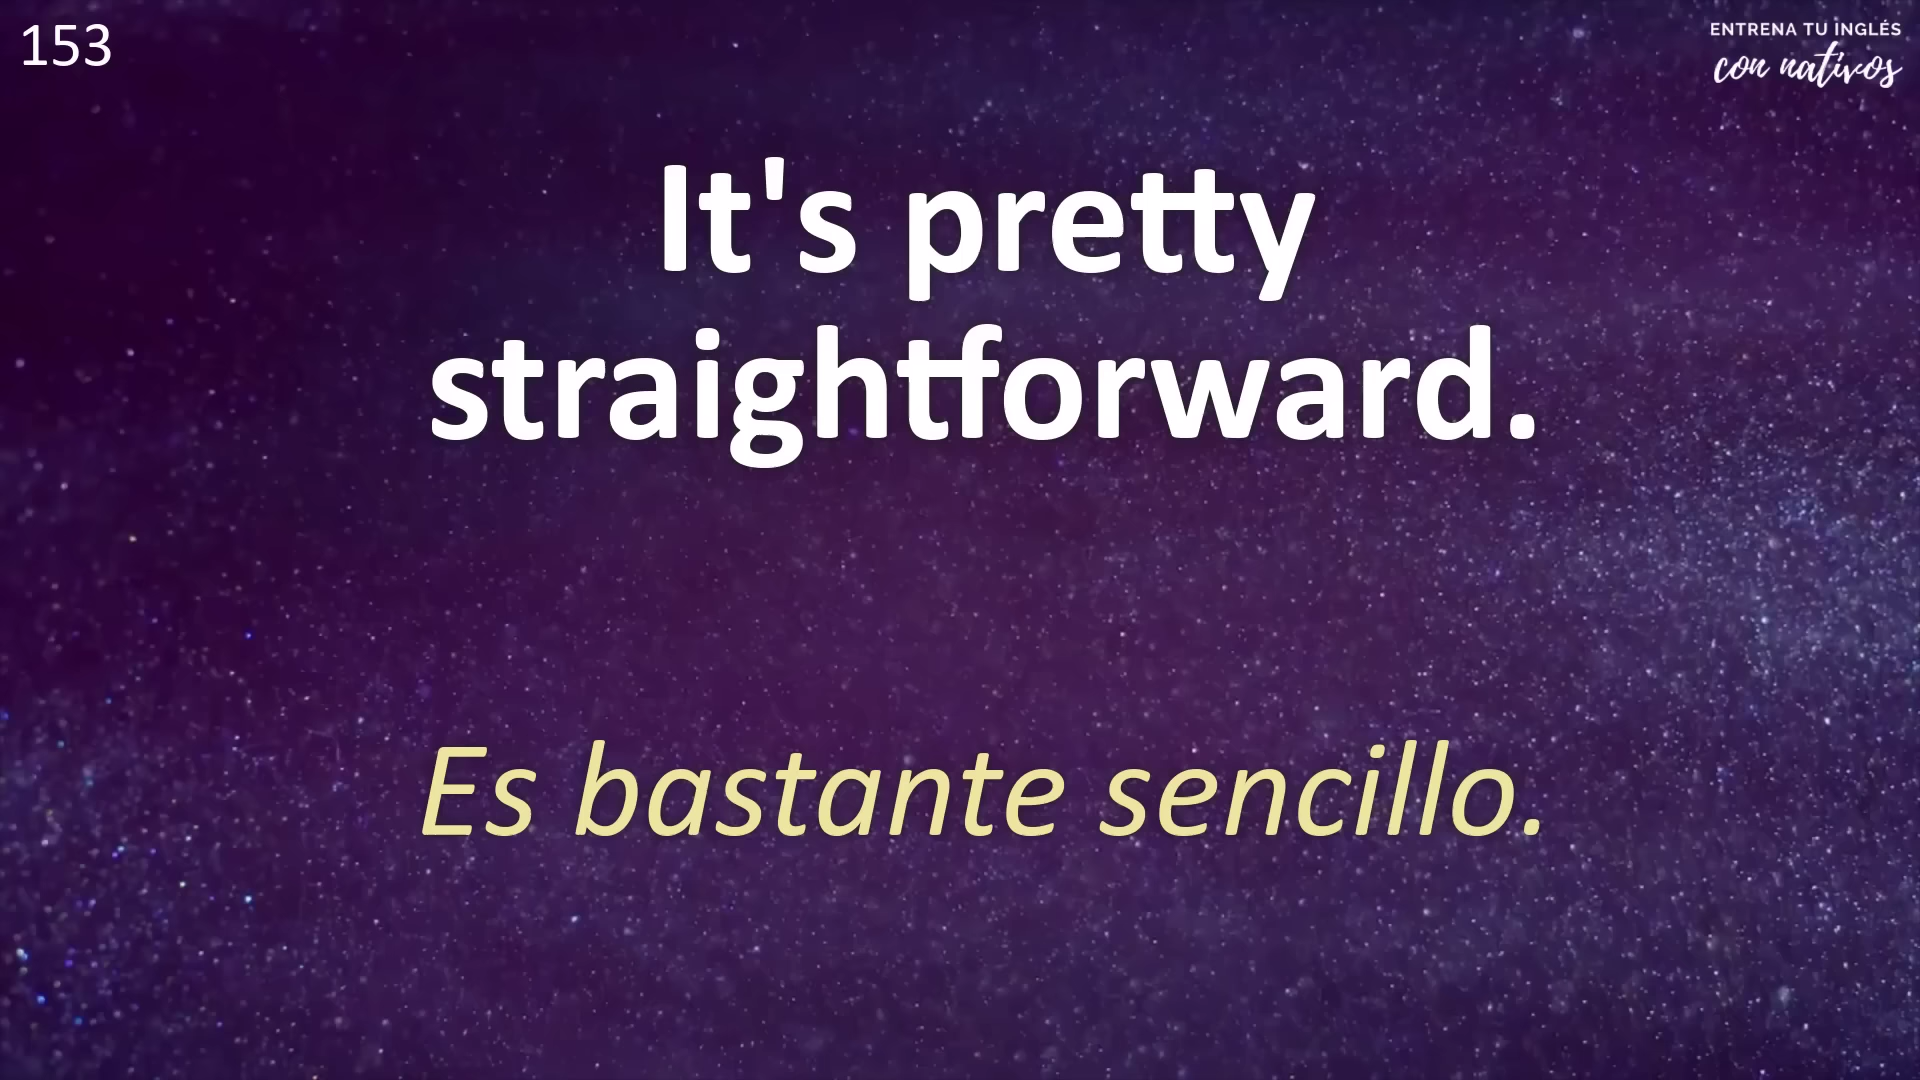 153
ENTRENA TU INGLÉS
con nativos
It's pretty
straightforward.
Es bastante sencillo.